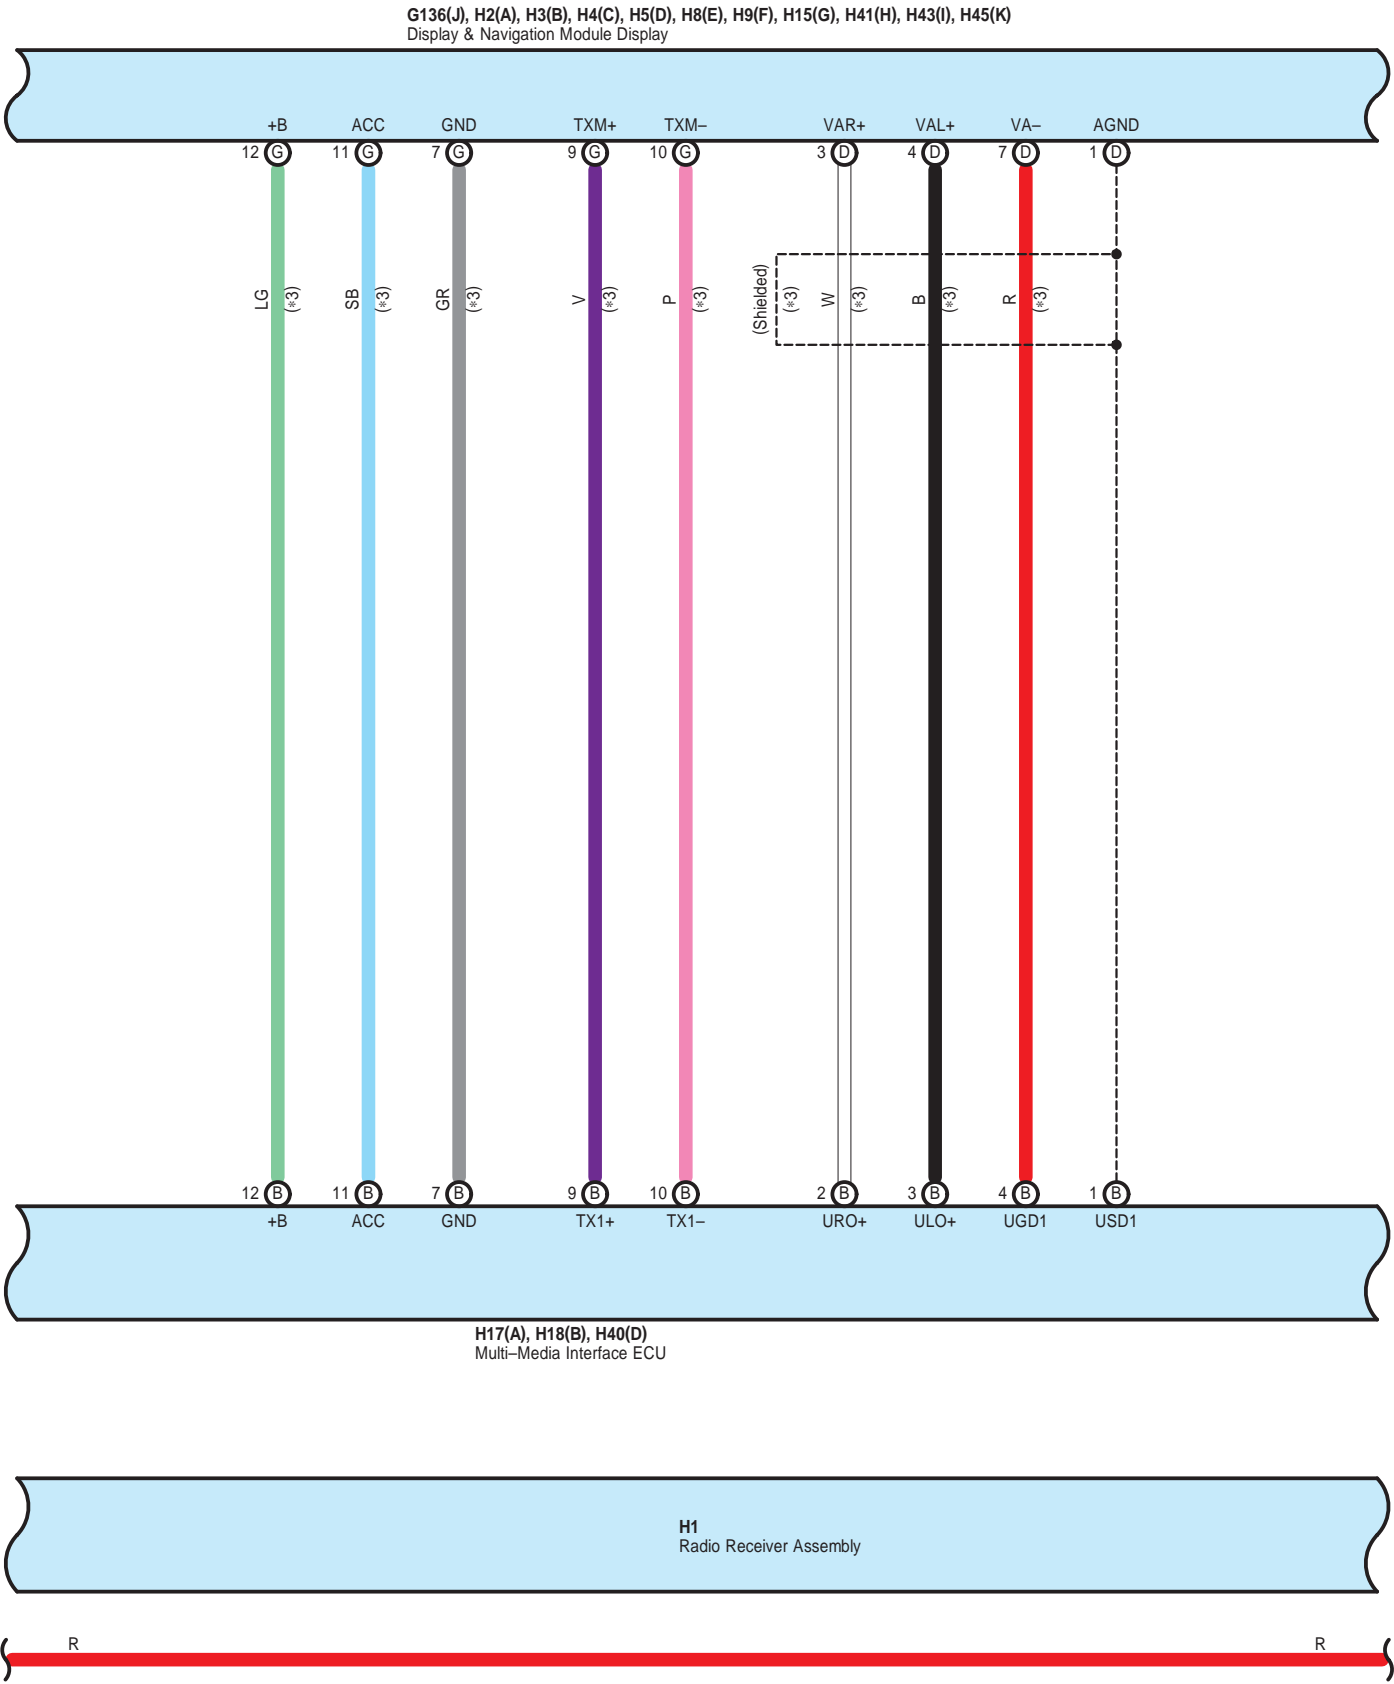 G136(J), H2(A), H3(B), H4(C), H5(D), H8(E), H9(F), H15(G), H41(H), H43(I), H45(K)
Display & Navigation Module Display
+B ACC GND TXM+ TXM– VAR+ VAL+ VA– AGND
12 G 11 G 7 G 9 G 10 G 3 D 4 D 7 D 1 D
LG (*3) SB (*3) GR (*3) V (*3) P (*3) (Shielded) (*3) W (*3) B (*3) R (*3)
12 B 11 B 7 B 9 B 10 B 2 B 3 B 4 B 1 B
+B ACC GND TX1+ TX1– URO+ ULO+ UGD1 USD1
H17(A), H18(B), H40(D)
Multi–Media Interface ECU
H1
Radio Receiver Assembly
R R